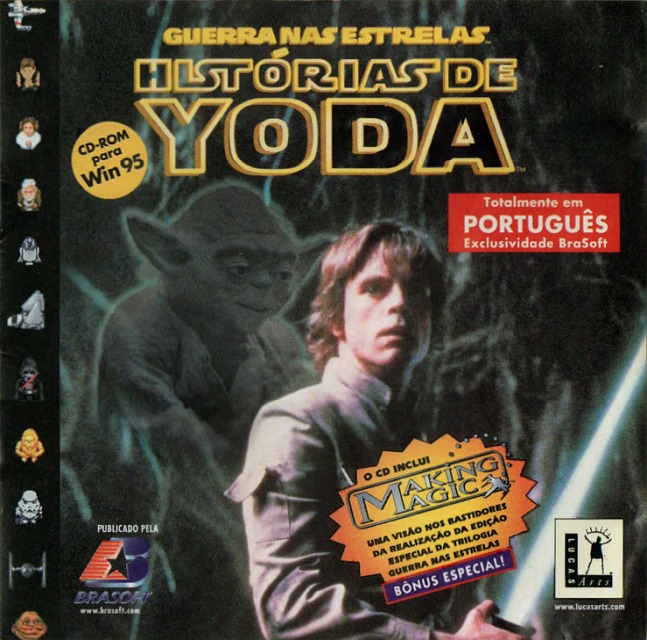 GUERRA NAS ESTRELAS
HISTÓRIAS DE
YODA™
CD-ROM
para
Win 95
Totalmente em
PORTUGUÊS
Exclusividade BraSoft
O CD INCLUI
MAKING
MAGIC
UMA VISÃO NOS BASTIDORES
DA REALIZAÇÃO DA EDIÇÃO
ESPECIAL DA TRILOGIA
GUERRA NAS ESTRELAS
BÔNUS ESPECIAL!
PUBLICADO PELA
BRASOFT
www.brasoft.com
LUCAS
Arts
www.lucasarts.com